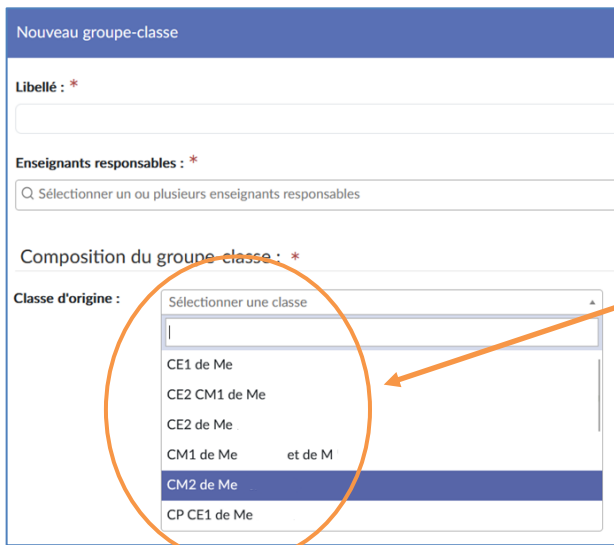 Nouveau groupe-classe
Libellé : *
Enseignants responsables : *
Sélectionner un ou plusieurs enseignants responsables
Composition du groupe-classe : *
Classe d'origine :
Sélectionner une classe
CE1 de Me
CE2 CM1 de Me
CE2 de Me
CM1 de Me et de M
CM2 de Me
CP CE1 de Me